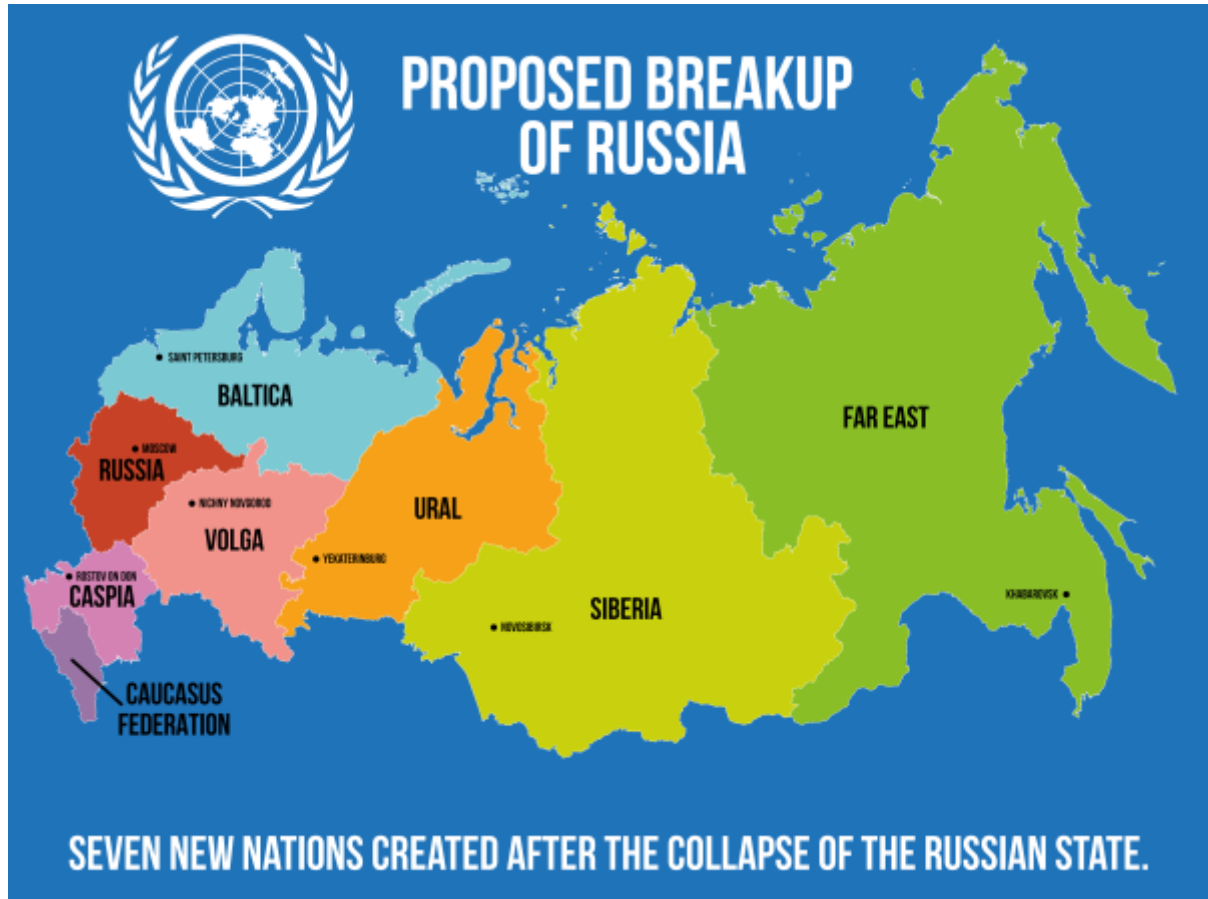 PROPOSED BREAKUP
OF RUSSIA
SAINT PETERSBURG
BALTICA
MOSCOW
RUSSIA
NICHNY NOVGOROD
VOLGA
URAL
YEKATERINBURG
FAR EAST
ROSTOV ON DON
CASPIA
SIBERIA
NOVOSIBIRSK
KHABAROVSK
CAUCASUS
FEDERATION
SEVEN NEW NATIONS CREATED AFTER THE COLLAPSE OF THE RUSSIAN STATE.